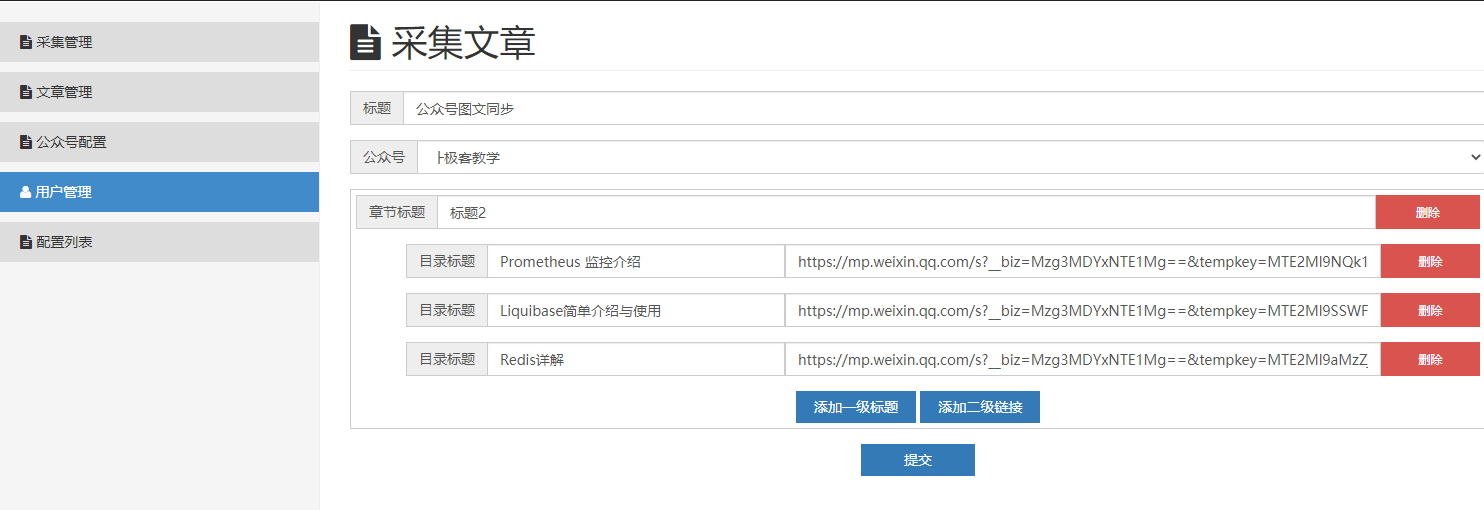 采集管理
文章管理
公众号配置
用户管理
配置列表
采集文章
标题 公众号图文同步
公众号 ├极客教学
章节标题 标题2 删除
目录标题 Prometheus 监控介绍 https://mp.weixin.qq.com/s?__biz=Mzg3MDYxNTE1Mg==&tempkey=MTE2MI9NQk1 删除
目录标题 Liquibase简单介绍与使用 https://mp.weixin.qq.com/s?__biz=Mzg3MDYxNTE1Mg==&tempkey=MTE2MI9SSWF 删除
目录标题 Redis详解 https://mp.weixin.qq.com/s?__biz=Mzg3MDYxNTE1Mg==&tempkey=MTE2MI9aMzZ 删除
添加一级标题 添加二级链接
提交